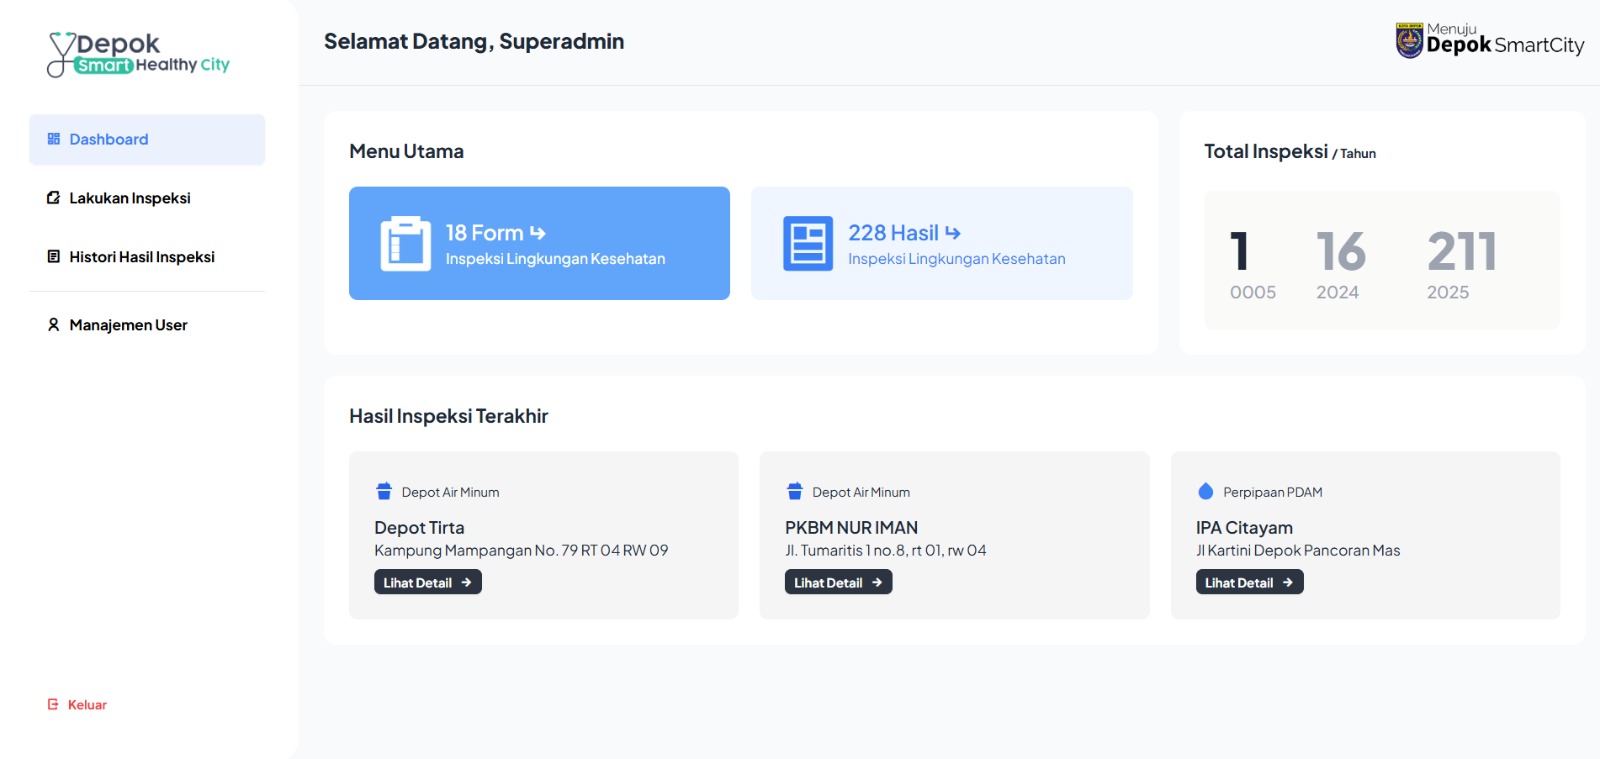 Depok
Smart Healthy City
Selamat Datang, Superadmin
Menuju
Depok SmartCity
Dashboard
Lakukan Inspeksi
Histori Hasil Inspeksi
Manajemen User
Keluar
Menu Utama
18 Form
Inspeksi Lingkungan Kesehatan
228 Hasil
Inspeksi Lingkungan Kesehatan
Total Inspeksi / Tahun
1 16 211
0005 2024 2025
Hasil Inspeksi Terakhir
Depot Air Minum
Depot Tirta
Kampung Mampangan No. 79 RT 04 RW 09
Lihat Detail →
Depot Air Minum
PKBM NUR IMAN
Jl. Tumaritis 1 no.8, rt 01, rw 04
Lihat Detail →
Perpipaan PDAM
IPA Citayam
Jl Kartini Depok Pancoran Mas
Lihat Detail →